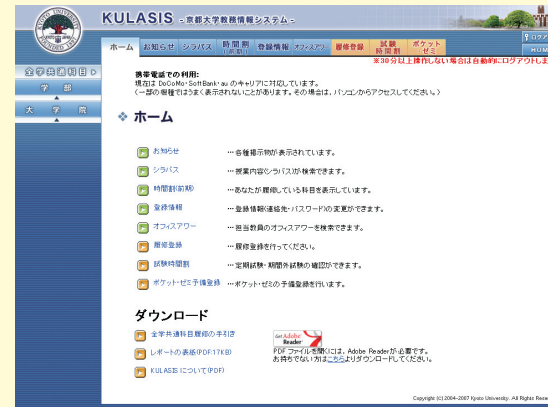 KULASIS - 京都大学教務情報システム -
ログア
HOM
ホーム お知らせ シラバス 時間割(前期) 登録情報 オフィスアワー 履修登録 試験時間割 ポケットゼミ
※30分以上操作しない場合は自動的にログアウトしま
全学共通科目
学 部
大 学 院
携帯電話での利用:
現在は DoCoMo・SoftBank・au のキャリアに対応しています。
(一部の機種ではうまく表示されないことがあります。その場合は、パソコンからアクセスしてください。)
ホーム
お知らせ …各種掲示物が表示されています。
シラバス …授業内容(シラバス)が検索できます。
時間割(前期) …あなたが履修している科目を表示しています。
登録情報 …登録情報(連絡先・パスワード)の変更ができます。
オフィスアワー …担当教員のオフィスアワーを検索できます。
履修登録 …履修登録を行ってください。
試験時間割 …定期試験・期間外試験の確認ができます。
ポケット・ゼミ予備登録 …ポケット・ゼミの予備登録を行います。
ダウンロード
全学共通科目履修の手引き
レポートの表紙(PDF:17KB)
KULASIS について(PDF)
Get Adobe Reader
PDF ファイルを開くには、Adobe Readerが必要です。
お持ちでない方はこちらよりダウンロードしてください。
Copyright (c) 2004-2007 Kyoto University. All Rights Rese